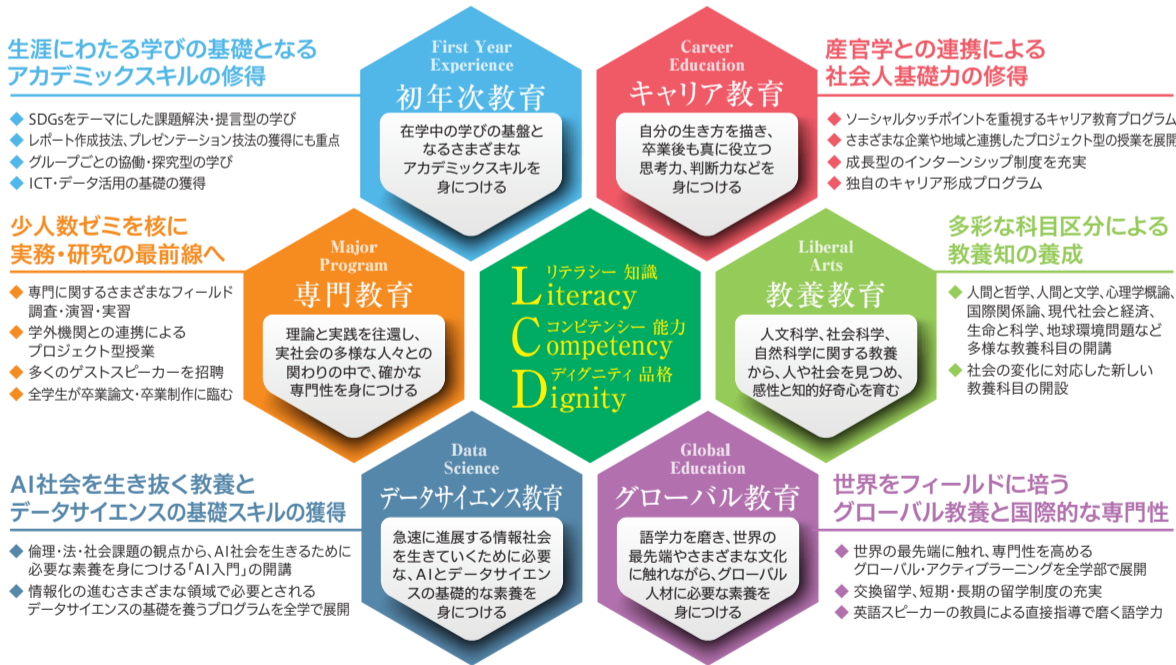 生涯にわたる学びの基礎となる
アカデミックスキルの修得
◆ SDGsをテーマにした課題解決・提言型の学び
◆ レポート作成技法、プレゼンテーション技法の獲得にも重点
◆ グループごとの協働・探究型の学び
◆ ICT・データ活用の基礎の獲得
First Year
Experience
初年次教育
在学中の学びの基盤と
なるさまざまな
アカデミックスキルを
身につける
Career
Education
キャリア教育
自分の生き方を描き、
卒業後も真に役立つ
思考力、判断力などを
身につける
産官学との連携による
社会人基礎力の修得
◆ ソーシャルタッチポイントを重視するキャリア教育プログラム
◆ さまざまな企業や地域と連携したプロジェクト型の授業を展開
◆ 成長型のインターンシップ制度を充実
◆ 独自のキャリア形成プログラム
少人数ゼミを核に
実務・研究の最前線へ
◆ 専門に関するさまざまなフィールド
調査・演習・実習
◆ 学外機関との連携による
プロジェクト型授業
◆ 多くのゲストスピーカーを招聘
◆ 全学生が卒業論文・卒業制作に臨む
Major
Program
専門教育
理論と実践を往還し、
実社会の多様な人々との
関わりの中で、確かな
専門性を身につける
リテラシー 知識
Literacy
コンピテンシー 能力
Competency
ディグニティ 品格
Dignity
Liberal
Arts
教養教育
人文科学、社会科学、
自然科学に関する教養
から、人や社会を見つめ、
感性と知的好奇心を育む
多彩な科目区分による
教養知の養成
◆ 人間と哲学、人間と文学、心理学概論、
国際関係論、現代社会と経済、
生命と科学、地球環境問題など
多様な教養科目の開講
◆ 社会の変化に対応した新しい
教養科目の開設
AI社会を生き抜く教養と
データサイエンスの基礎スキルの獲得
◆ 倫理・法・社会課題の観点から、AI社会を生きるために
必要な素養を身につける「AI入門」の開講
◆ 情報化の進むさまざまな領域で必要とされる
データサイエンスの基礎を養うプログラムを全学で展開
Data
Science
データサイエンス教育
急速に進展する情報社会
を生きていくために必要
な、AIとデータサイエン
スの基礎的な素養を
身につける
Global
Education
グローバル教育
語学力を磨き、世界の
最先端やさまざまな文化
に触れながら、グローバル
人材に必要な素養を
身につける
世界をフィールドに培う
グローバル教養と国際的な専門性
◆ 世界の最先端に触れ、専門性を高める
グローバル・アクティブラーニングを全学部で展開
◆ 交換留学、短期・長期の留学制度の充実
◆ 英語スピーカーの教員による直接指導で磨く語学力